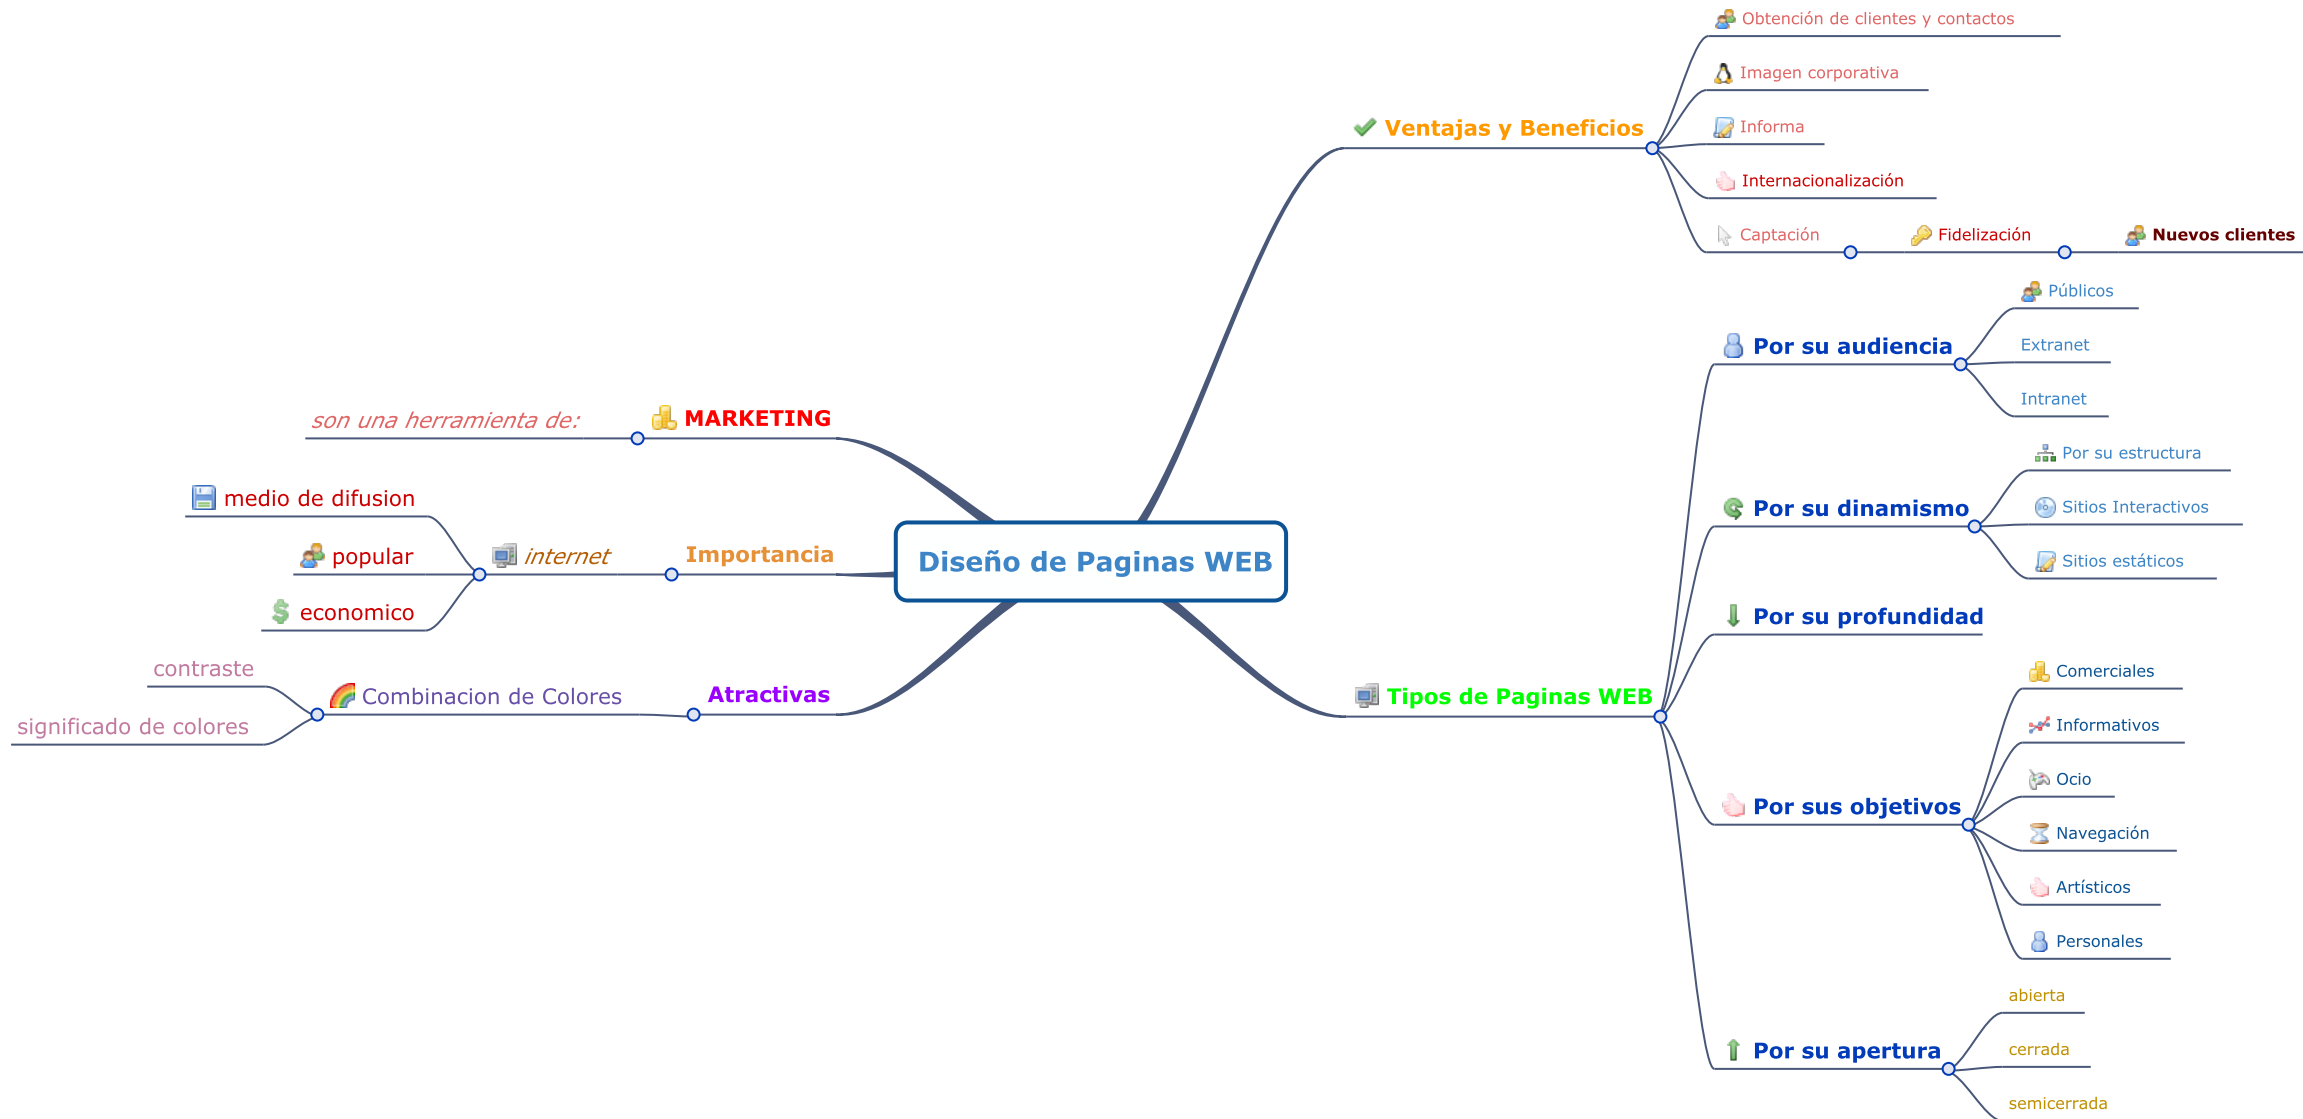 Diseño de Paginas WEB
MARKETING
son una herramienta de:
Importancia
internet
medio de difusion
popular
economico
Atractivas
Combinacion de Colores
contraste
significado de colores
Ventajas y Beneficios
Obtención de clientes y contactos
Imagen corporativa
Informa
Internacionalización
Captación
Fidelización
Nuevos clientes
Tipos de Paginas WEB
Por su audiencia
Públicos
Extranet
Intranet
Por su dinamismo
Por su estructura
Sitios Interactivos
Sitios estáticos
Por su profundidad
Por sus objetivos
Comerciales
Informativos
Ocio
Navegación
Artísticos
Personales
Por su apertura
abierta
cerrada
semicerrada